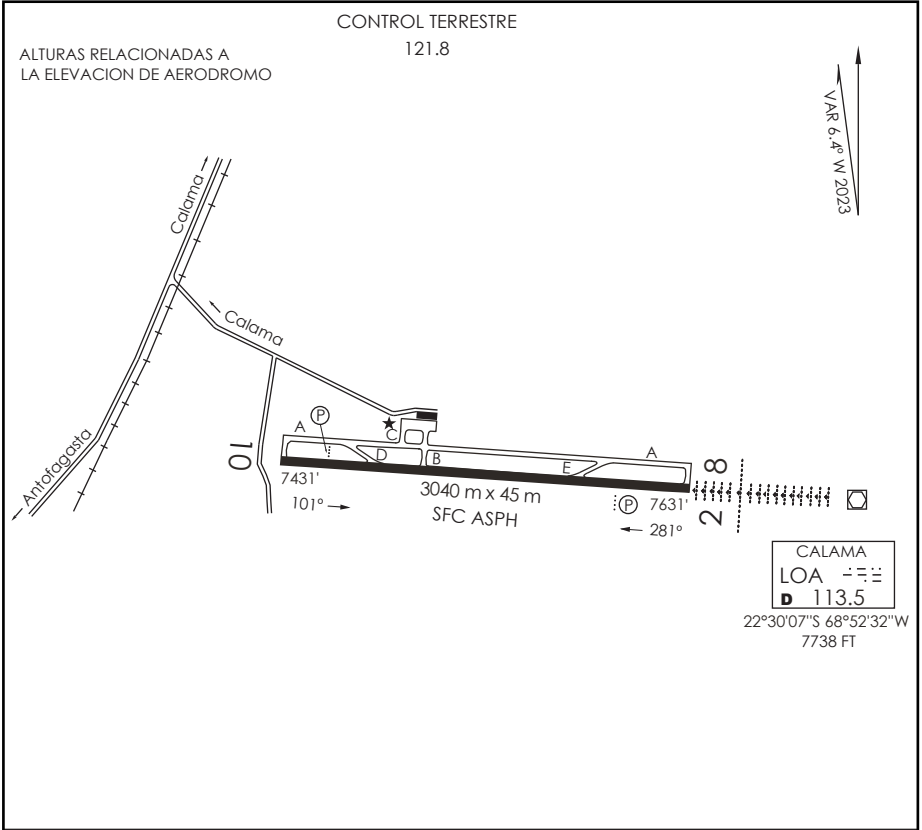 CONTROL TERRESTRE
121.8
ALTURAS RELACIONADAS A
LA ELEVACION DE AERODROMO
VAR 6.4° W 2023
Calama
Calama
Antofagasta
P
A
C
D
B
E
A
10
28
7431'
3040 m x 45 m
P
7631'
101°
SFC ASPH
281°
CALAMA
LOA
D 113.5
22°30'07"S 68°52'32"W
7738 FT